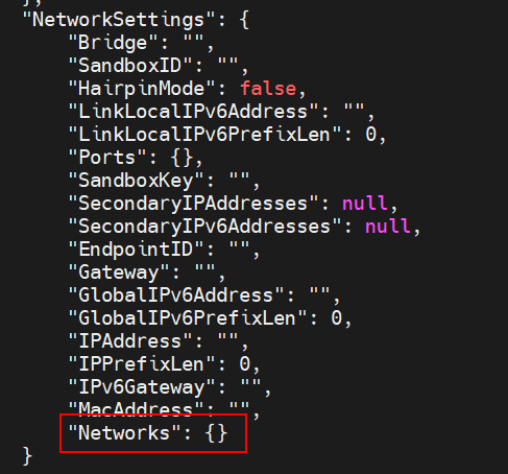 },
"NetworkSettings": {
"Bridge": "",
"SandboxID": "",
"HairpinMode": false,
"LinkLocalIPv6Address": "",
"LinkLocalIPv6PrefixLen": 0,
"Ports": {},
"SandboxKey": "",
"SecondaryIPAddresses": null,
"SecondaryIPv6Addresses": null,
"EndpointID": "",
"Gateway": "",
"GlobalIPv6Address": "",
"GlobalIPv6PrefixLen": 0,
"IPAddress": "",
"IPPrefixLen": 0,
"IPv6Gateway": "",
"MacAddress": "",
"Networks": {}
}